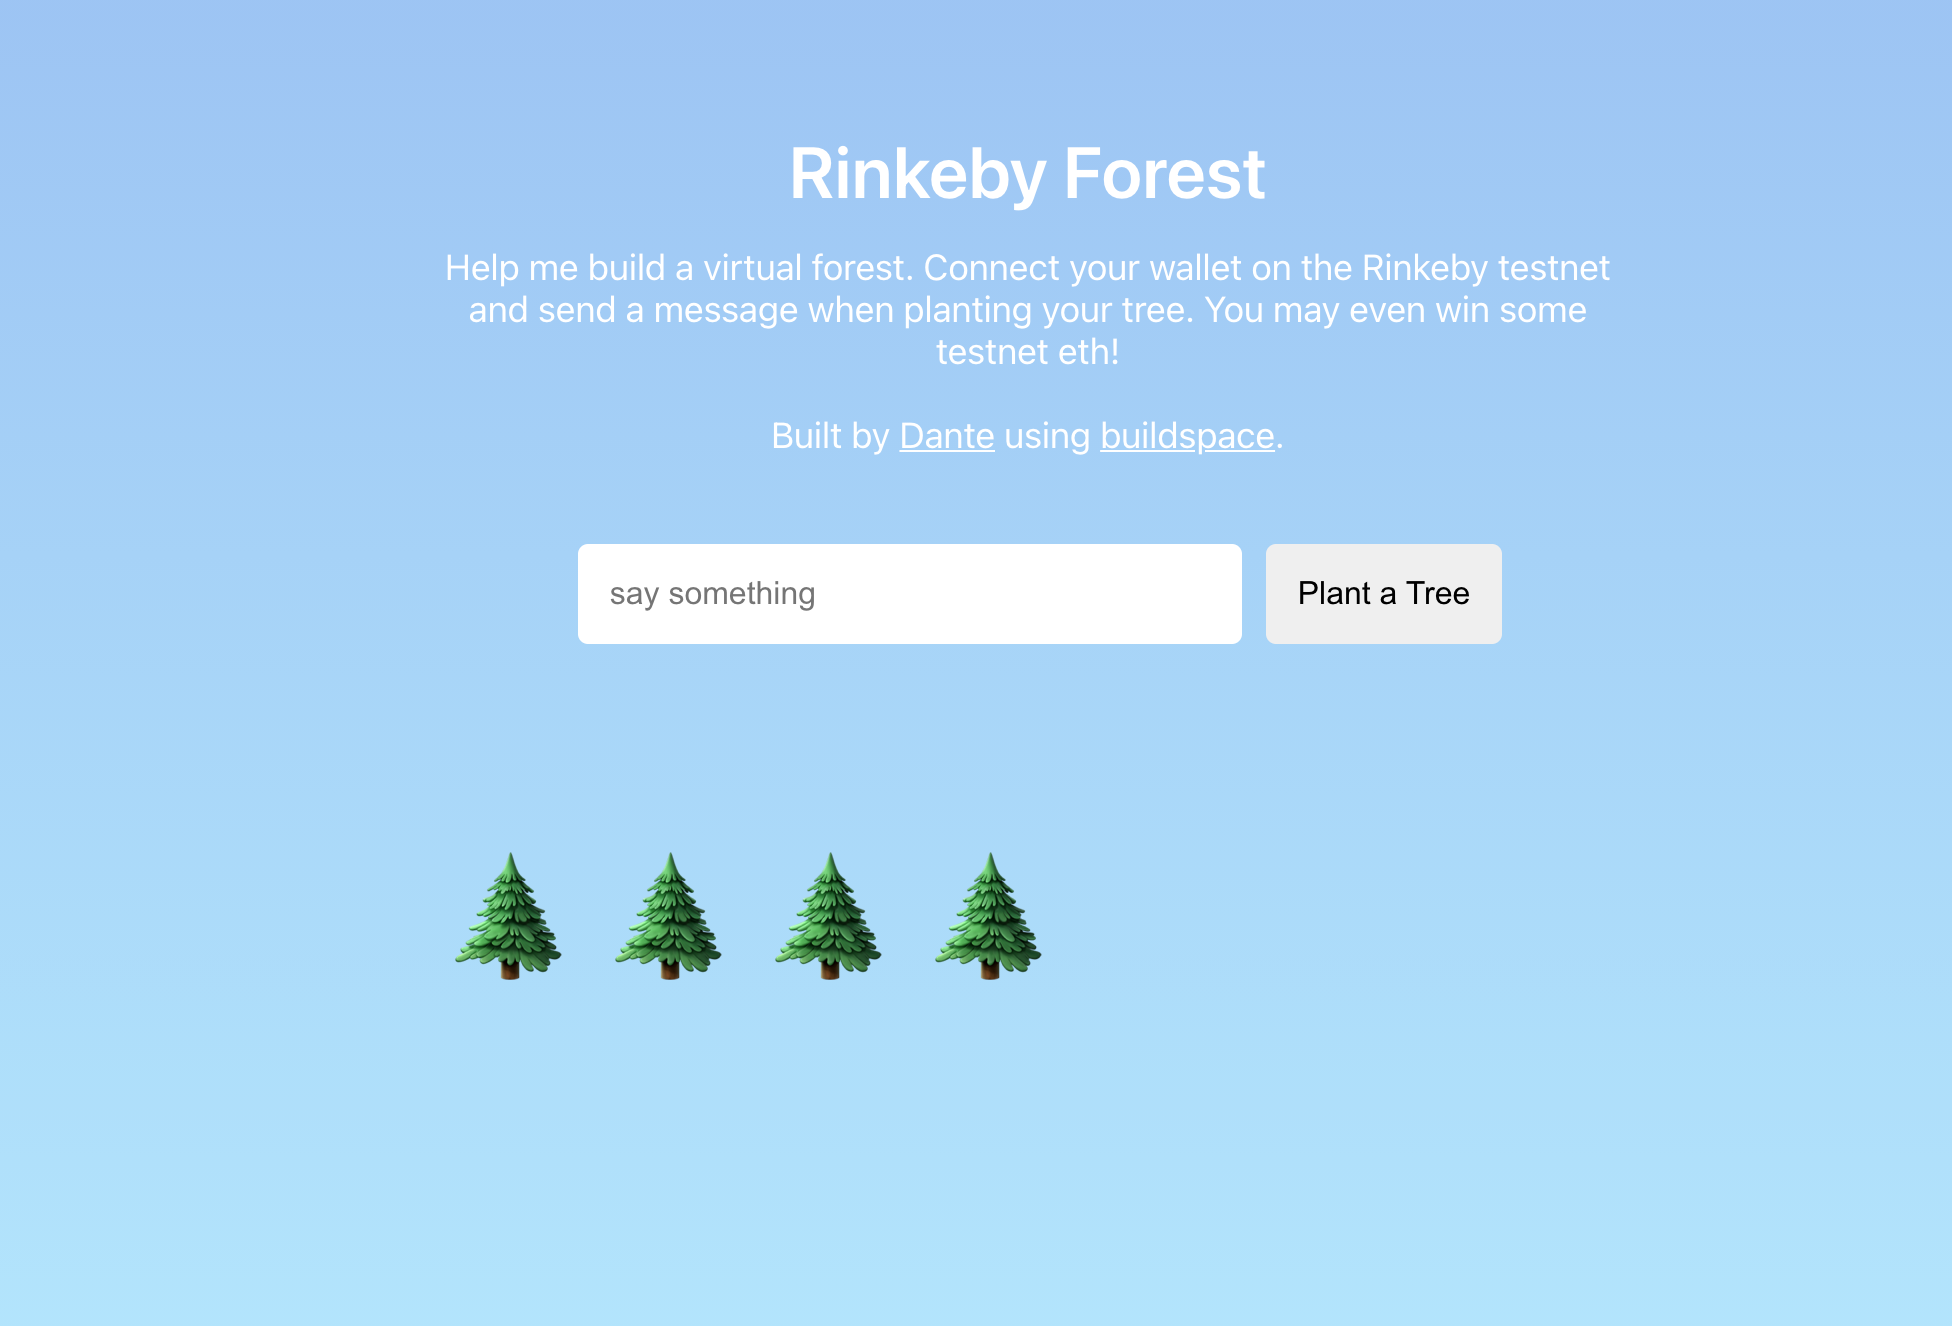 Rinkeby Forest
Help me build a virtual forest. Connect your wallet on the Rinkeby testnet
and send a message when planting your tree. You may even win some
testnet eth!
Built by Dante using buildspace.
say something
Plant a Tree